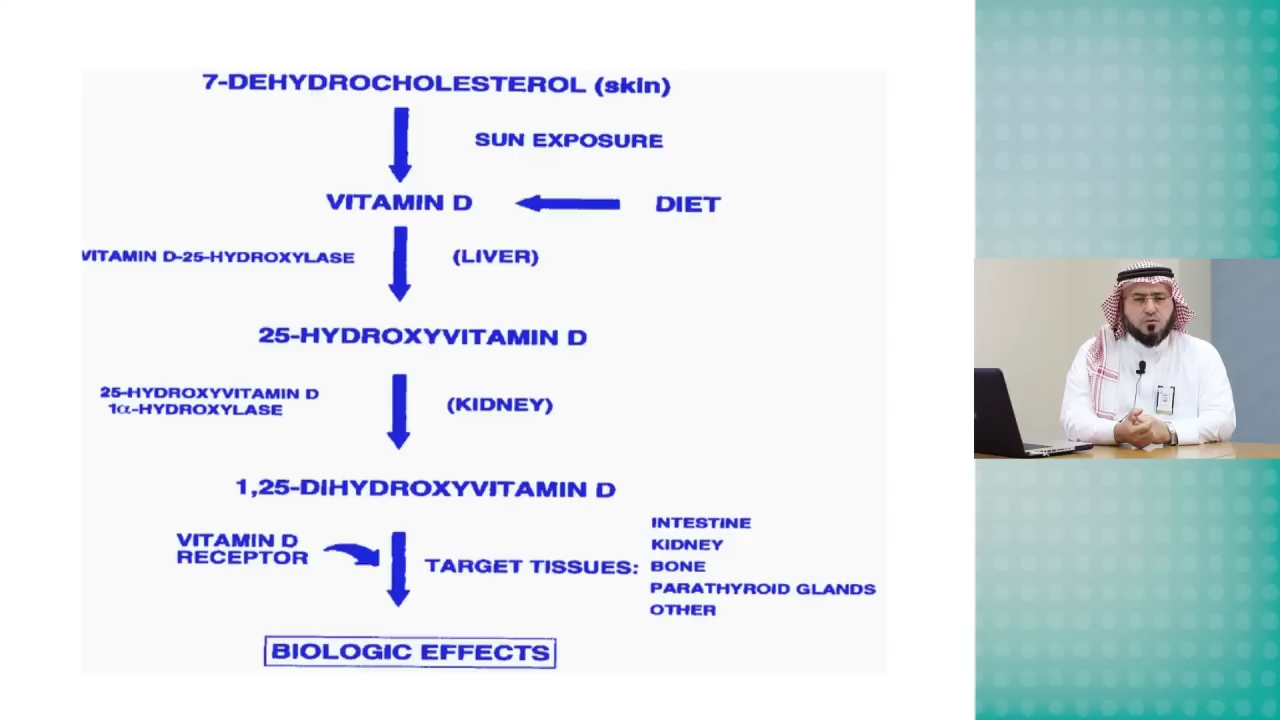 7-DEHYDROCHOLESTEROL (skin)
SUN EXPOSURE
VITAMIN D
DIET
VITAMIN D-25-HYDROXYLASE
(LIVER)
25-HYDROXYVITAMIN D
25-HYDROXYVITAMIN D
1α-HYDROXYLASE
(KIDNEY)
1,25-DIHYDROXYVITAMIN D
VITAMIN D
RECEPTOR
TARGET TISSUES:
INTESTINE
KIDNEY
BONE
PARATHYROID GLANDS
OTHER
BIOLOGIC EFFECTS